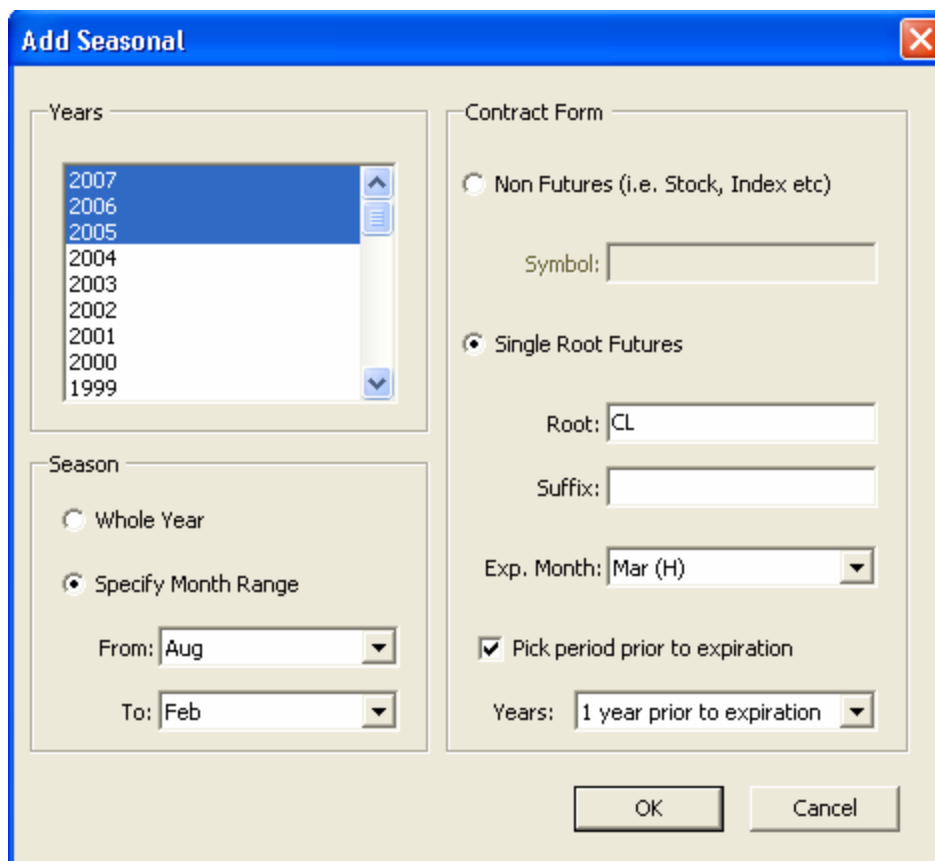 Add Seasonal
Years
2007
2006
2005
2004
2003
2002
2001
2000
1999
Season
Whole Year
Specify Month Range
From: Aug
To: Feb
Contract Form
Non Futures (i.e. Stock, Index etc)
Symbol:
Single Root Futures
Root: CL
Suffix:
Exp. Month: Mar (H)
Pick period prior to expiration
Years: 1 year prior to expiration
OK Cancel